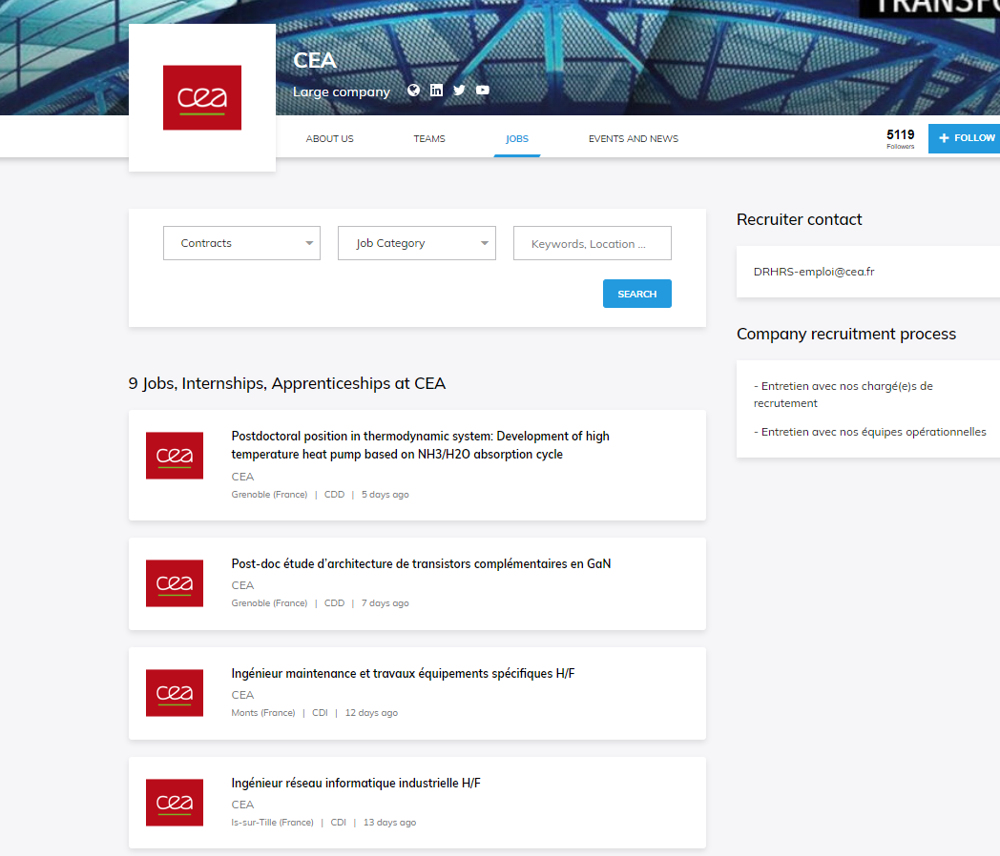 CEA
Large company
cea
ABOUT US
TEAMS
JOBS
EVENTS AND NEWS
5119
Followers
+ FOLLOW
Contracts
Job Category
Keywords, Location ...
SEARCH
9 Jobs, Internships, Apprenticeships at CEA
cea
Postdoctoral position in thermodynamic system: Development of high
temperature heat pump based on NH3/H2O absorption cycle
CEA
Grenoble (France) | CDD | 5 days ago
cea
Post-doc étude d'architecture de transistors complémentaires en GaN
CEA
Grenoble (France) | CDD | 7 days ago
cea
Ingénieur maintenance et travaux équipements spécifiques H/F
CEA
Monts (France) | CDI | 12 days ago
cea
Ingénieur réseau informatique industrielle H/F
CEA
Is-sur-Tille (France) | CDI | 13 days ago
Recruiter contact
DRHRS-emploi@cea.fr
Company recruitment process
- Entretien avec nos chargé(e)s de
recrutement
- Entretien avec nos équipes opérationnelles